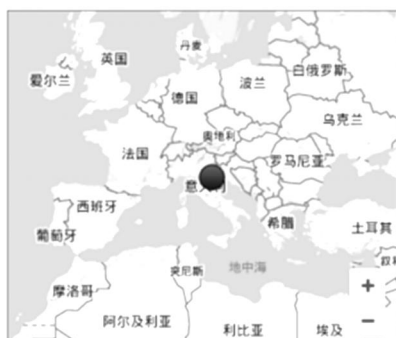 丹麦
英国
白俄罗斯
爱尔兰
波兰
德国
乌克兰
奥地利
法国
罗马尼亚
意
西班牙
希腊
土耳其
葡萄牙
地中海
突尼斯
摩洛哥
阿尔及利亚
利比亚
埃及
+
−